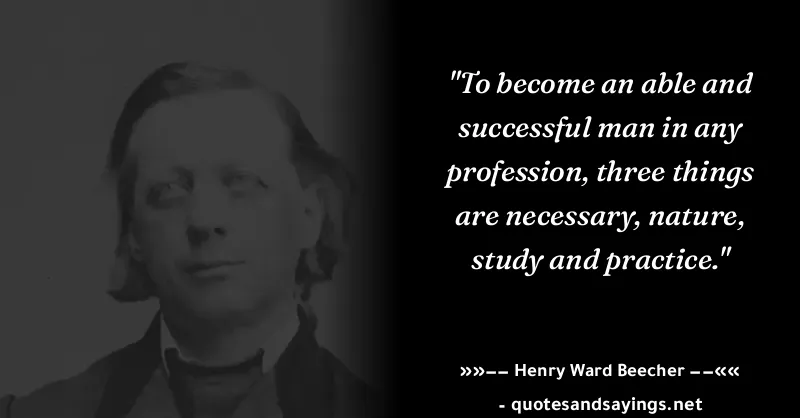 "To become an able and
successful man in any
profession, three things
are necessary, nature,
study and practice."
»»—— Henry Ward Beecher ——««
- quotesandsayings.net